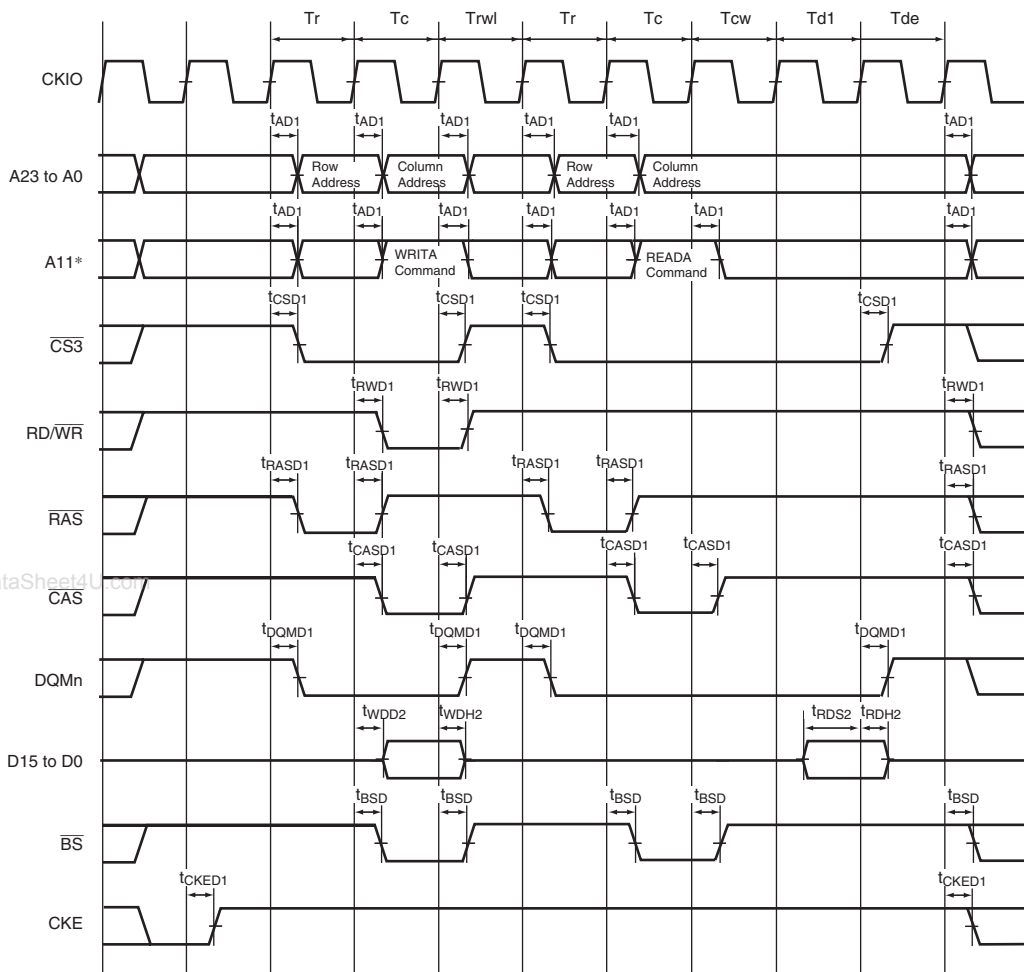 Tr Tc Trwl Tr Tc Tcw Td1 Tde
CKIO
tAD1 tAD1 tAD1 tAD1 tAD1 tAD1
A23 to A0
Row Address
Column Address
Row Address
Column Address
tAD1 tAD1 tAD1 tAD1 tAD1 tAD1 tAD1
A11*
WRITA Command
READA Command
tCSD1 tCSD1 tCSD1 tCSD1
CS3
tRWD1 tRWD1 tRWD1
RD/WR
tRASD1 tRASD1 tRASD1 tRASD1 tRASD1
RAS
tCASD1 tCASD1 tCASD1 tCASD1 tCASD1
taSheet4U.com
CAS
tDQMD1 tDQMD1 tDQMD1 tDQMD1
DQMn
tWDD2 tWDH2 tRDS2 tRDH2
D15 to D0
tBSD tBSD tBSD tBSD tBSD
BS
tCKED1 tCKED1
CKE